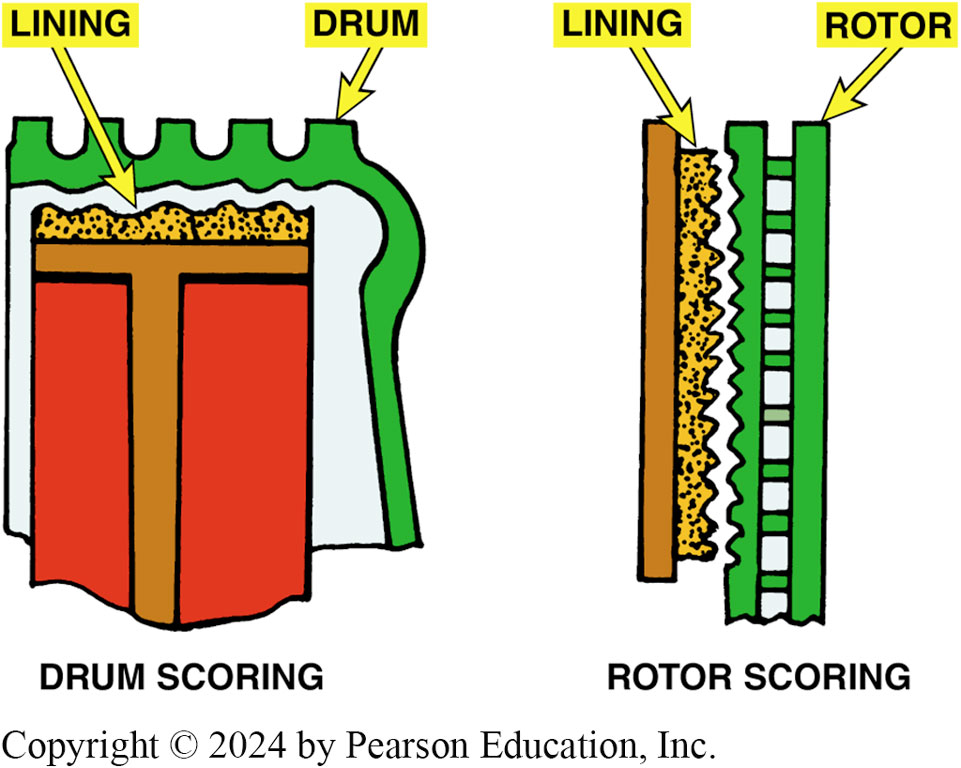 LINING
DRUM
LINING
ROTOR
DRUM SCORING
ROTOR SCORING
Copyright © 2024 by Pearson Education, Inc.